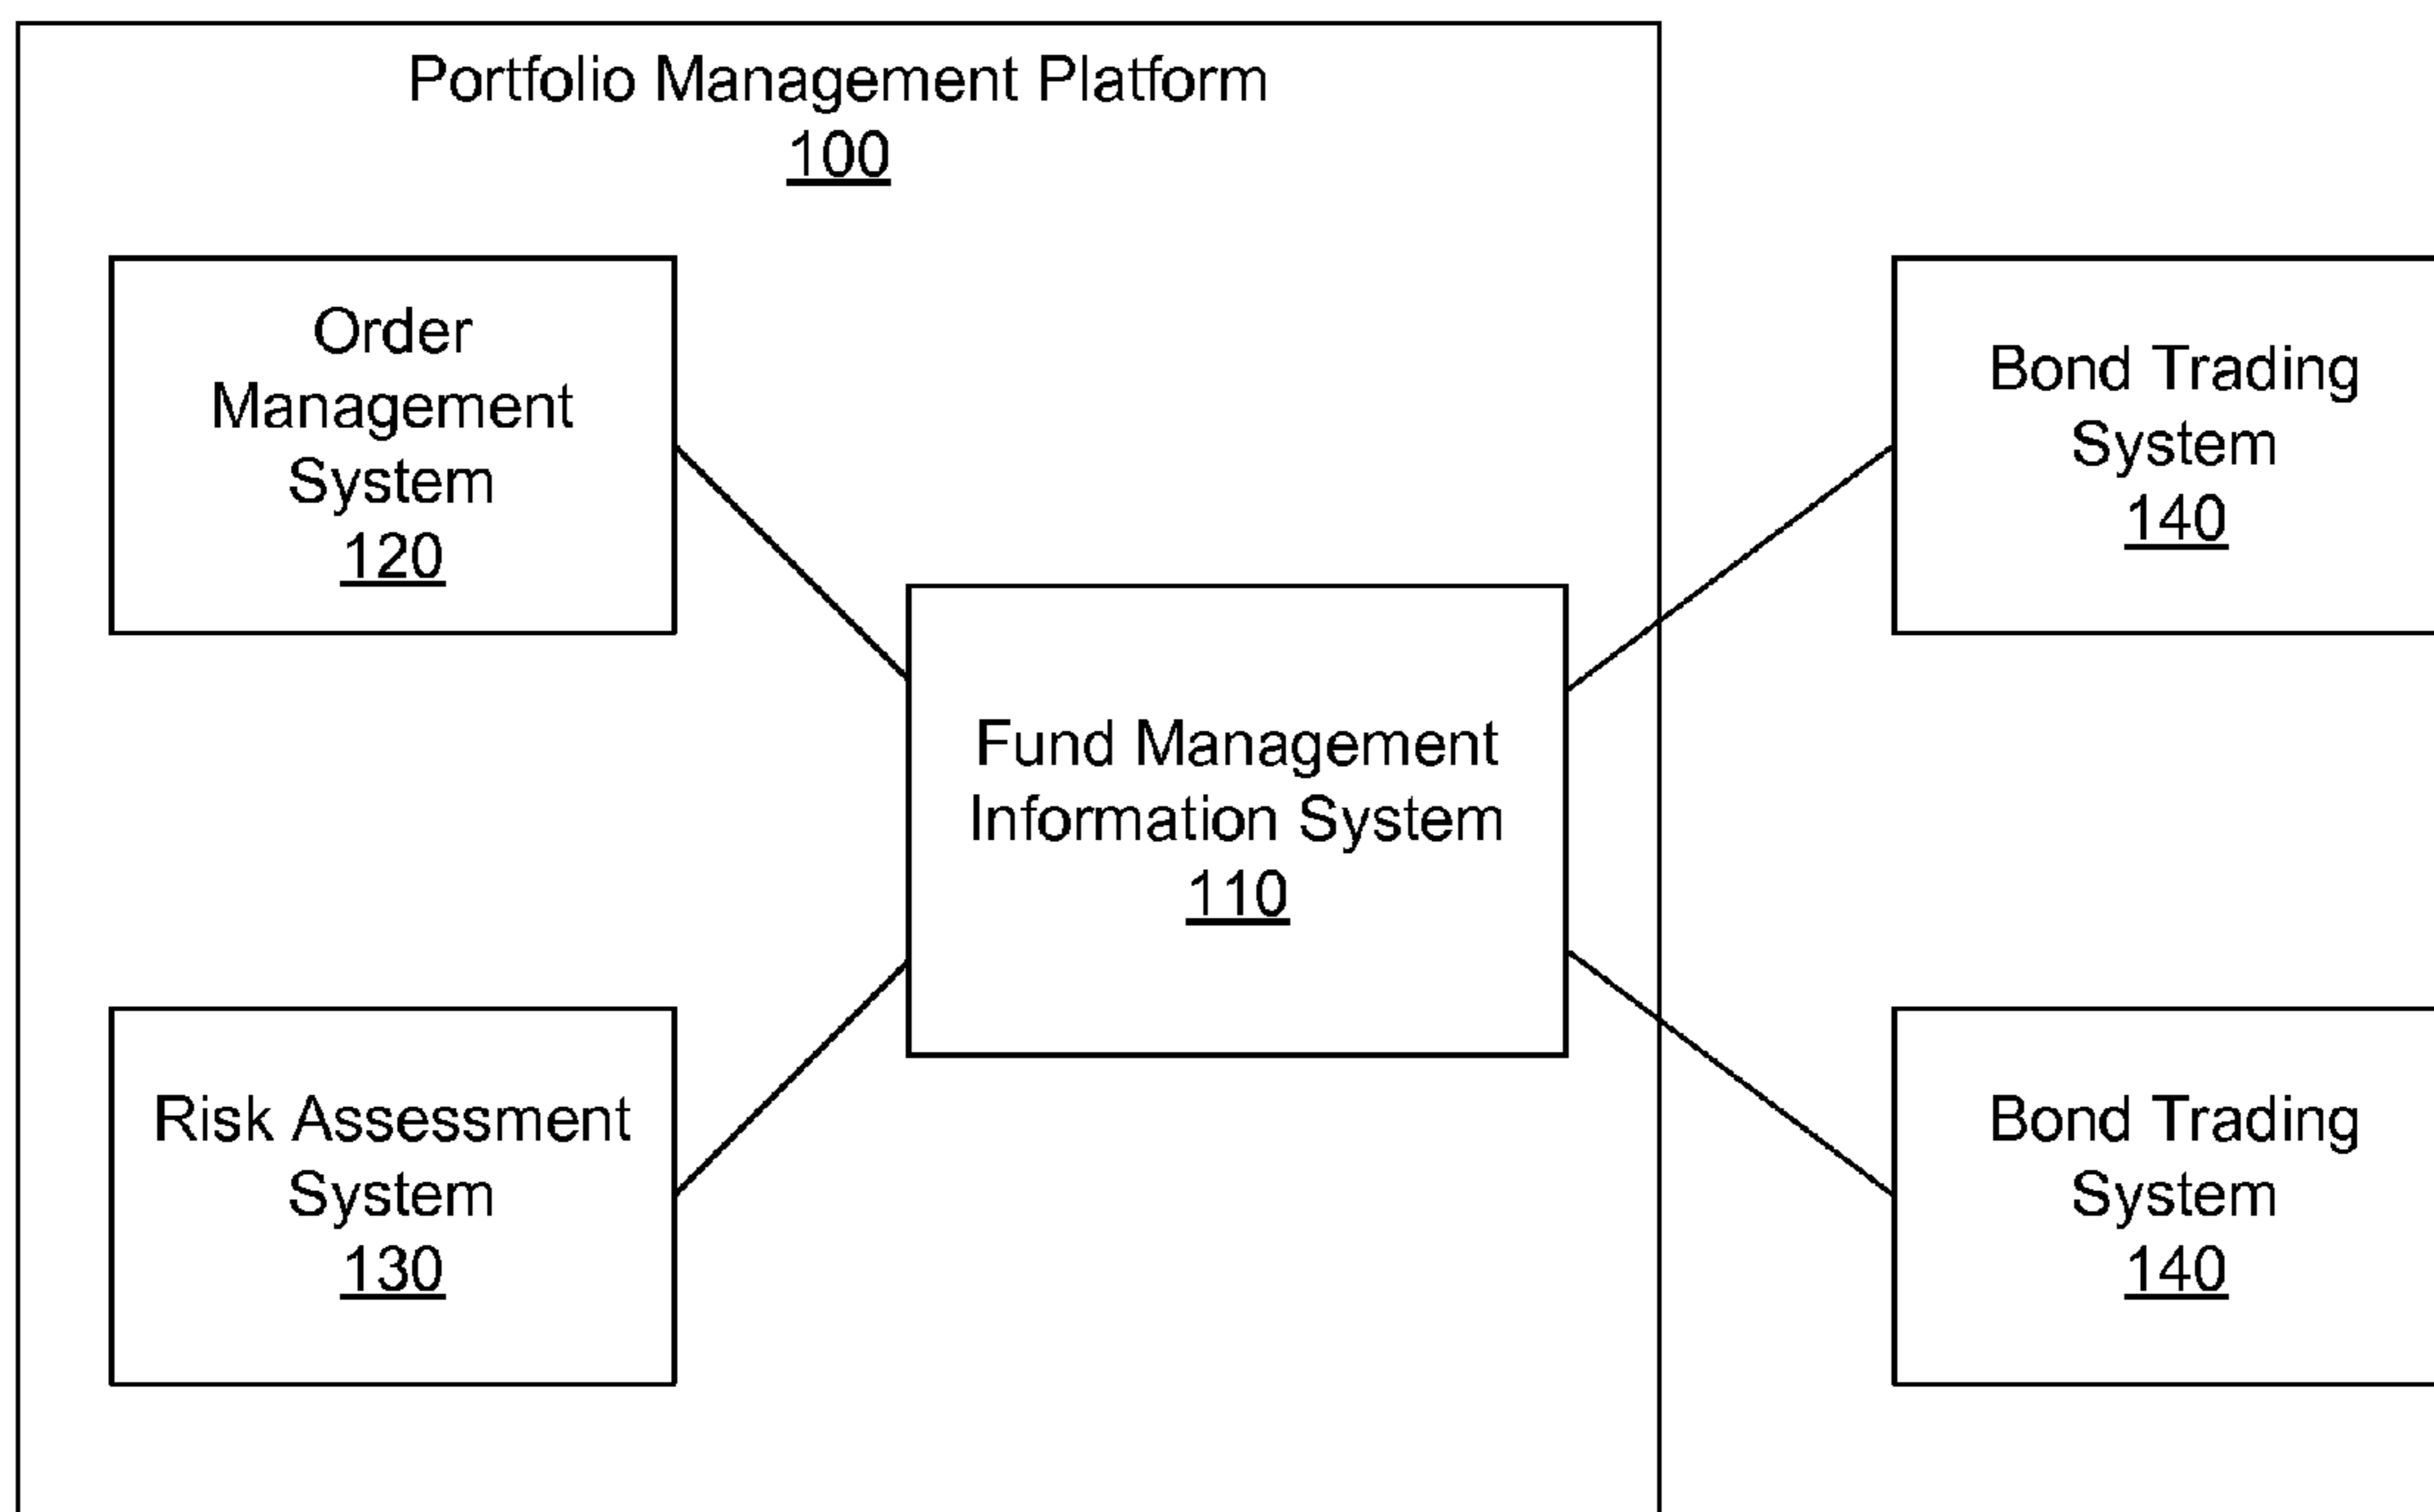 Portfolio Management Platform
100
Order
Management
System
120
Bond Trading
System
140
Fund Management
Information System
110
Risk Assessment
System
130
Bond Trading
System
140